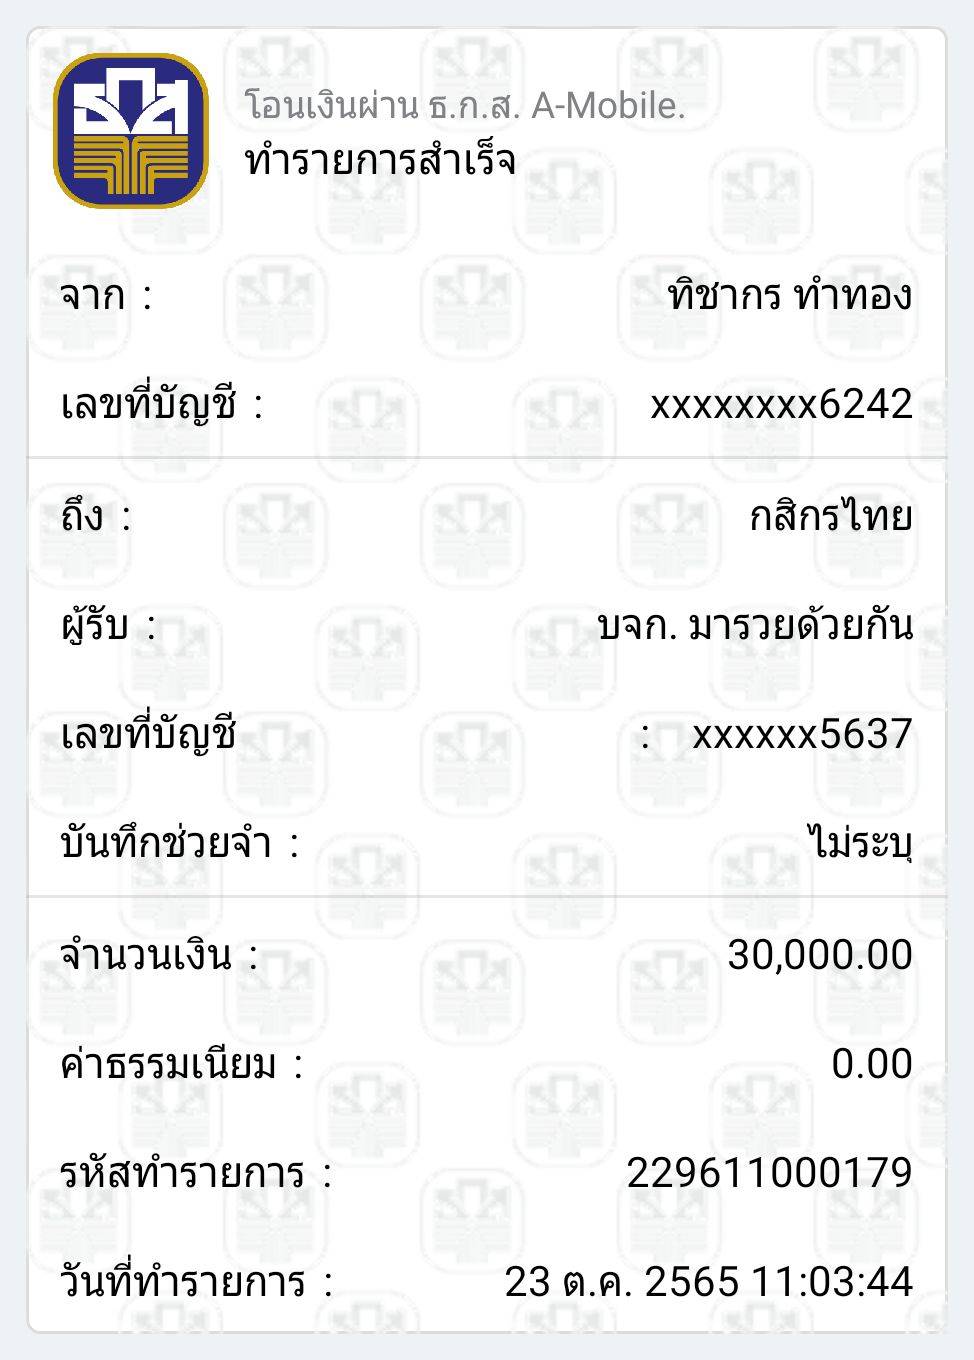 ธกส
โอนเงินผ่าน ธ.ก.ส. A-Mobile.
ทำรายการสำเร็จ
จาก : ทิชากร ทำทอง
เลขที่บัญชี : xxxxxxxx6242
ถึง : กสิกรไทย
ผู้รับ : บจก. มารวยด้วยกัน
เลขที่บัญชี : xxxxxx5637
บันทึกช่วยจำ : ไม่ระบุ
จำนวนเงิน : 30,000.00
ค่าธรรมเนียม : 0.00
รหัสทำรายการ : 229611000179
วันที่ทำรายการ : 23 ต.ค. 2565 11:03:44